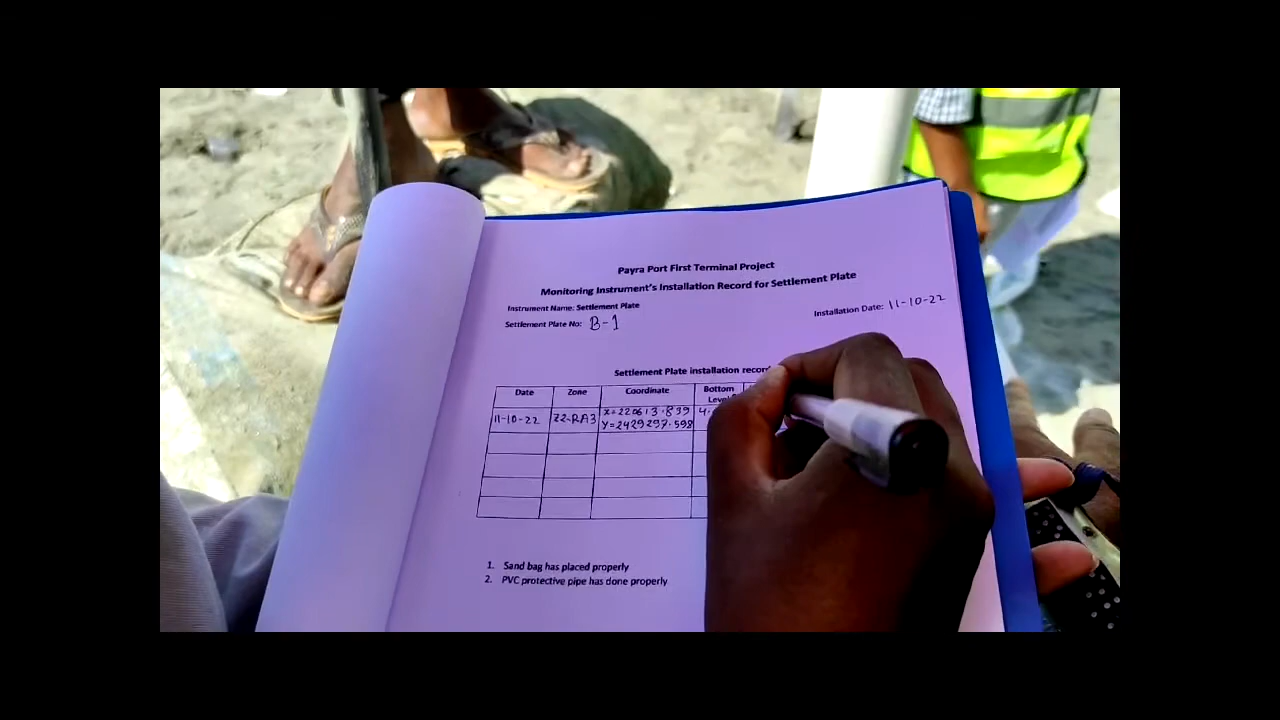 Payra Port First Terminal Project
Monitoring Instrument's Installation Record for Settlement Plate
Instrument Name: Settlement Plate
Installation Date: 11-10-22
Settlement Plate No: B-1
Settlement Plate installation record
Date Zone Coordinate Bottom Level
11-10-22 Z2-RA3 X=220613.839 4.
Y=2429297.598
1. Sand bag has placed properly
2. PVC protective pipe has done properly